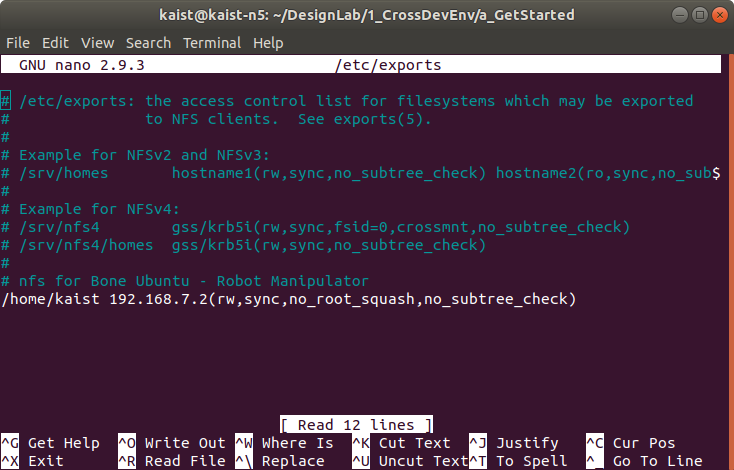 kaist@kaist-n5: ~/DesignLab/1_CrossDevEnv/a_GetStarted
File Edit View Search Terminal Help
GNU nano 2.9.3 /etc/exports
# /etc/exports: the access control list for filesystems which may be exported
# to NFS clients. See exports(5).
#
# Example for NFSv2 and NFSv3:
# /srv/homes hostname1(rw,sync,no_subtree_check) hostname2(ro,sync,no_sub$
#
# Example for NFSv4:
# /srv/nfs4 gss/krb5i(rw,sync,fsid=0,crossmnt,no_subtree_check)
# /srv/nfs4/homes gss/krb5i(rw,sync,no_subtree_check)
#
# nfs for Bone Ubuntu - Robot Manipulator
/home/kaist 192.168.7.2(rw,sync,no_root_squash,no_subtree_check)
[ Read 12 lines ]
^G Get Help ^O Write Out ^W Where Is ^K Cut Text ^J Justify ^C Cur Pos
^X Exit ^R Read File ^\ Replace ^U Uncut Text ^T To Spell ^_ Go To Line